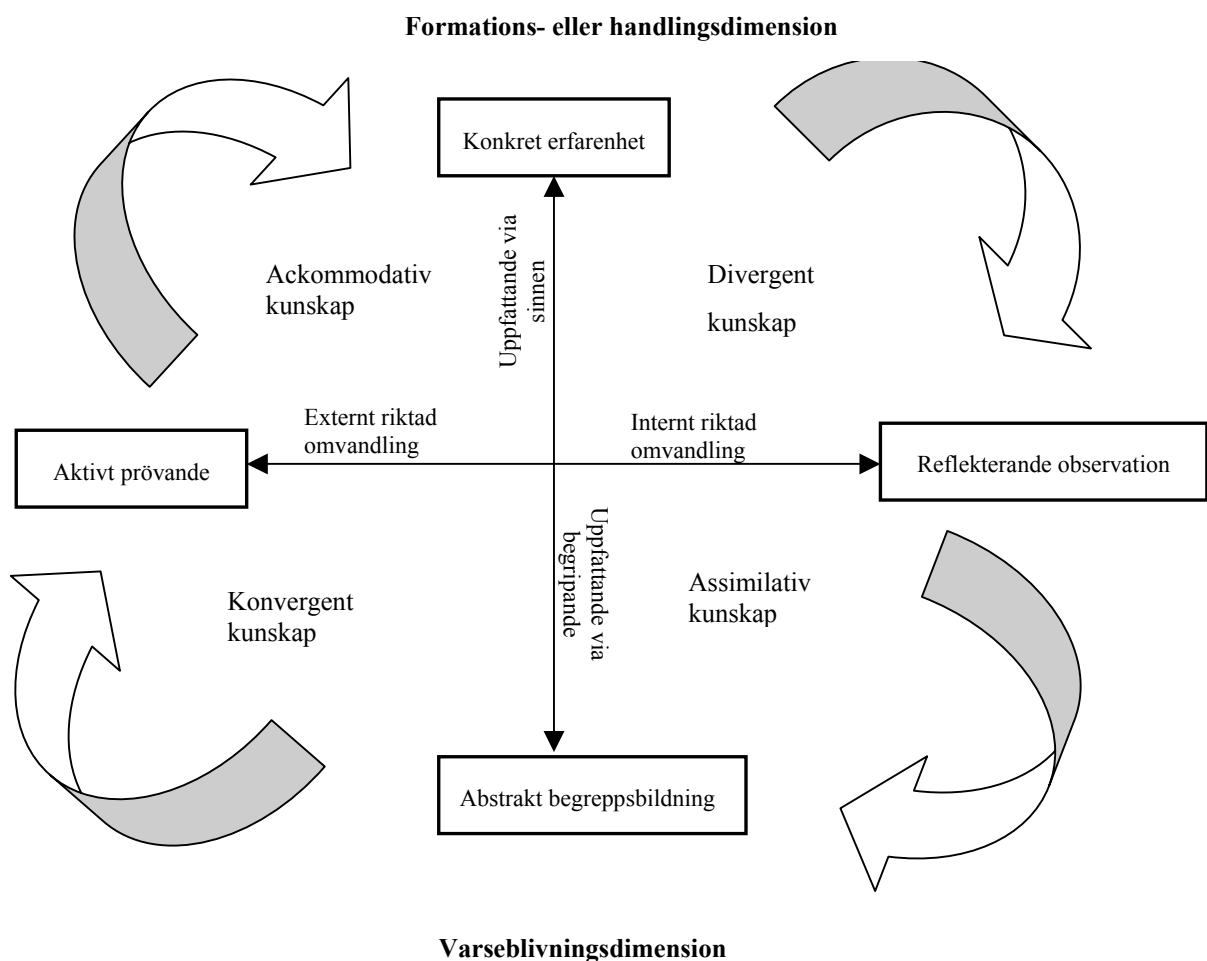 Formations- eller handlingsdimension
Konkret erfarenhet
Uppfattande via
sinnen
Ackommodativ
kunskap
Divergent
kunskap
Externt riktad
omvandling
Internt riktad
omvandling
Aktivt prövande
Reflekterande observation
Uppfattande via
begripande
Konvergent
kunskap
Assimilativ
kunskap
Abstrakt begreppsbildning
Varseblivningsdimension